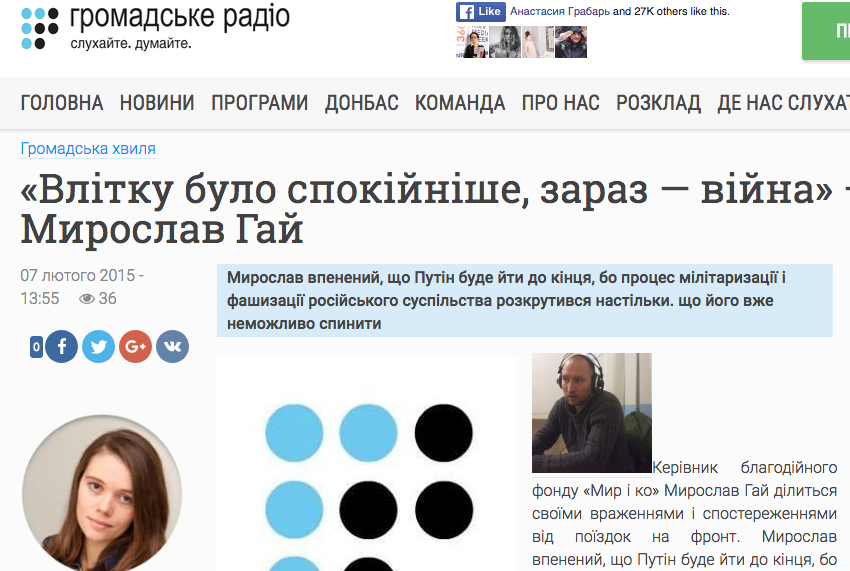 громадське радіо
слухайте. думайте.
Like Анастасия Грабарь and 27K others like this.
ГОЛОВНА НОВИНИ ПРОГРАМИ ДОНБАС КОМАНДА ПРО НАС РОЗКЛАД ДЕ НАС СЛУХАТ
Громадська хвиля
«Влітку було спокійніше, зараз — війна» -
Мирослав Гай
07 лютого 2015 -
13:55 36
Мирослав впенений, що Путін буде йти до кінця, бо процес мілітаризації і
фашизації російського суспільства розкрутився настільки. що його вже
неможливо спинити
0
Керівник благодійного
фонду «Мир і ко» Мирослав Гай ділиться
своїми враженнями і спостереженнями
від поїздок на фронт. Мирослав
впенений, що Путін буде йти до кінця, бо